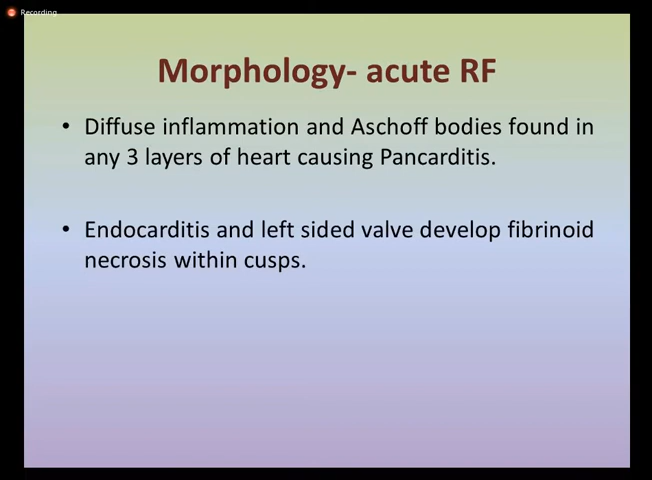 Recording
Morphology- acute RF
• Diffuse inflammation and Aschoff bodies found in
any 3 layers of heart causing Pancarditis.
• Endocarditis and left sided valve develop fibrinoid
necrosis within cusps.